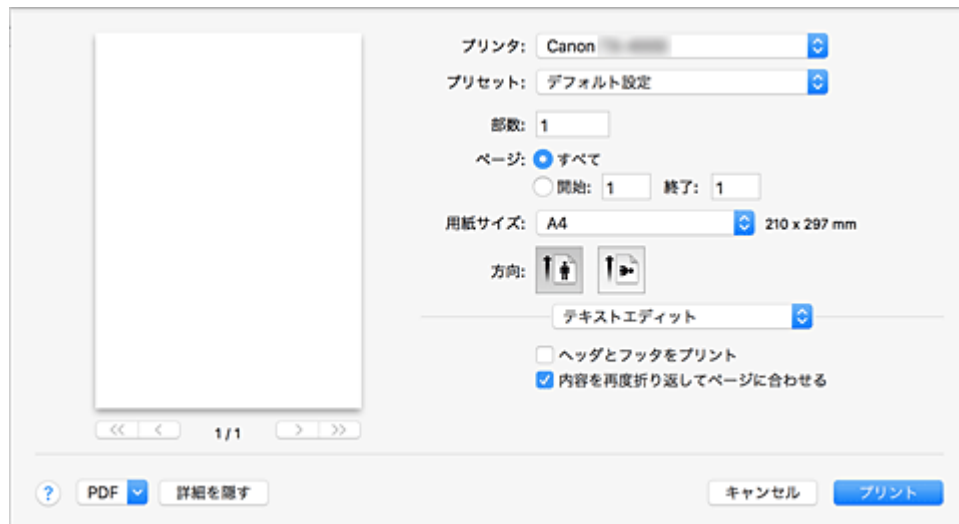 プリンタ: Canon
プリセット: デフォルト設定
部数: 1
ページ: すべて
開始: 1 終了: 1
用紙サイズ: A4 210 x 297 mm
方向:
テキストエディット
ヘッダとフッタをプリント
内容を再度折り返してページに合わせる
<< < 1 / 1 > >>
? PDF 詳細を隠す キャンセル プリント